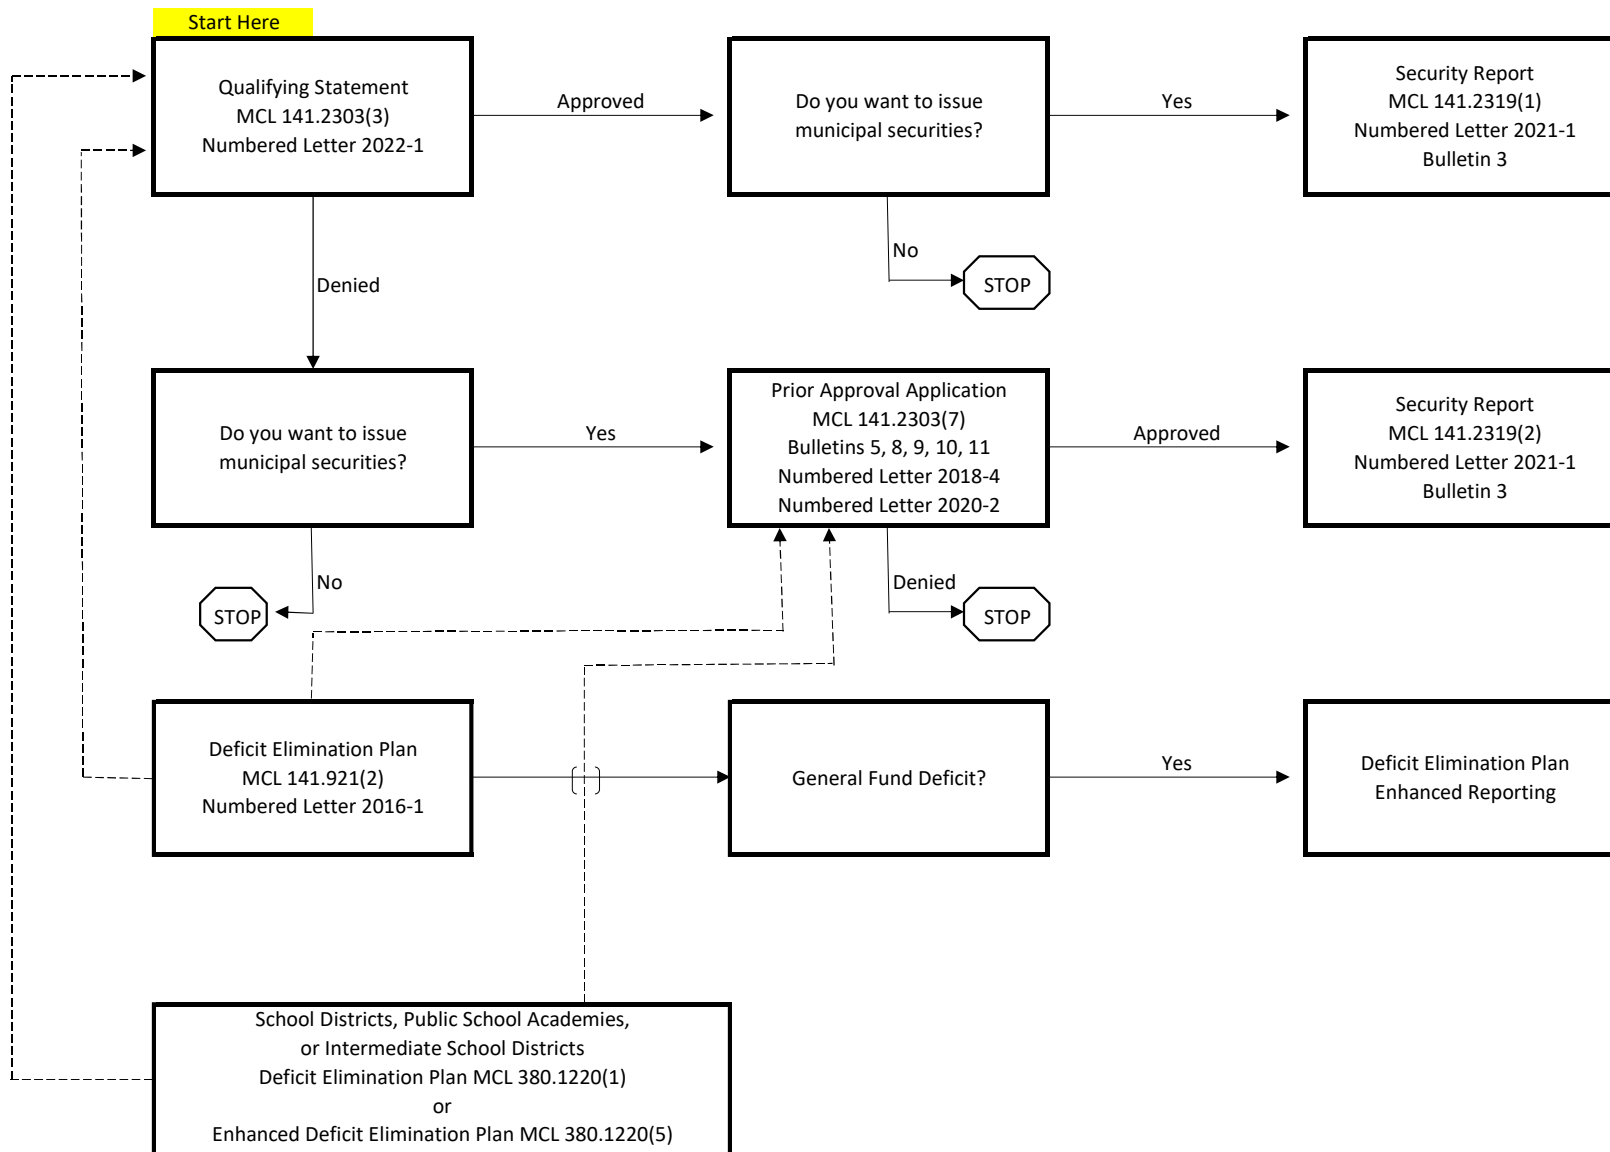 Start Here
Qualifying Statement
MCL 141.2303(3)
Numbered Letter 2022-1
Approved
Do you want to issue
municipal securities?
Yes
Security Report
MCL 141.2319(1)
Numbered Letter 2021-1
Bulletin 3
No
STOP
Denied
Do you want to issue
municipal securities?
Yes
Prior Approval Application
MCL 141.2303(7)
Bulletins 5, 8, 9, 10, 11
Numbered Letter 2018-4
Numbered Letter 2020-2
Approved
Security Report
MCL 141.2319(2)
Numbered Letter 2021-1
Bulletin 3
No
STOP
Denied
STOP
Deficit Elimination Plan
MCL 141.921(2)
Numbered Letter 2016-1
General Fund Deficit?
Yes
Deficit Elimination Plan
Enhanced Reporting
School Districts, Public School Academies,
or Intermediate School Districts
Deficit Elimination Plan MCL 380.1220(1)
or
Enhanced Deficit Elimination Plan MCL 380.1220(5)